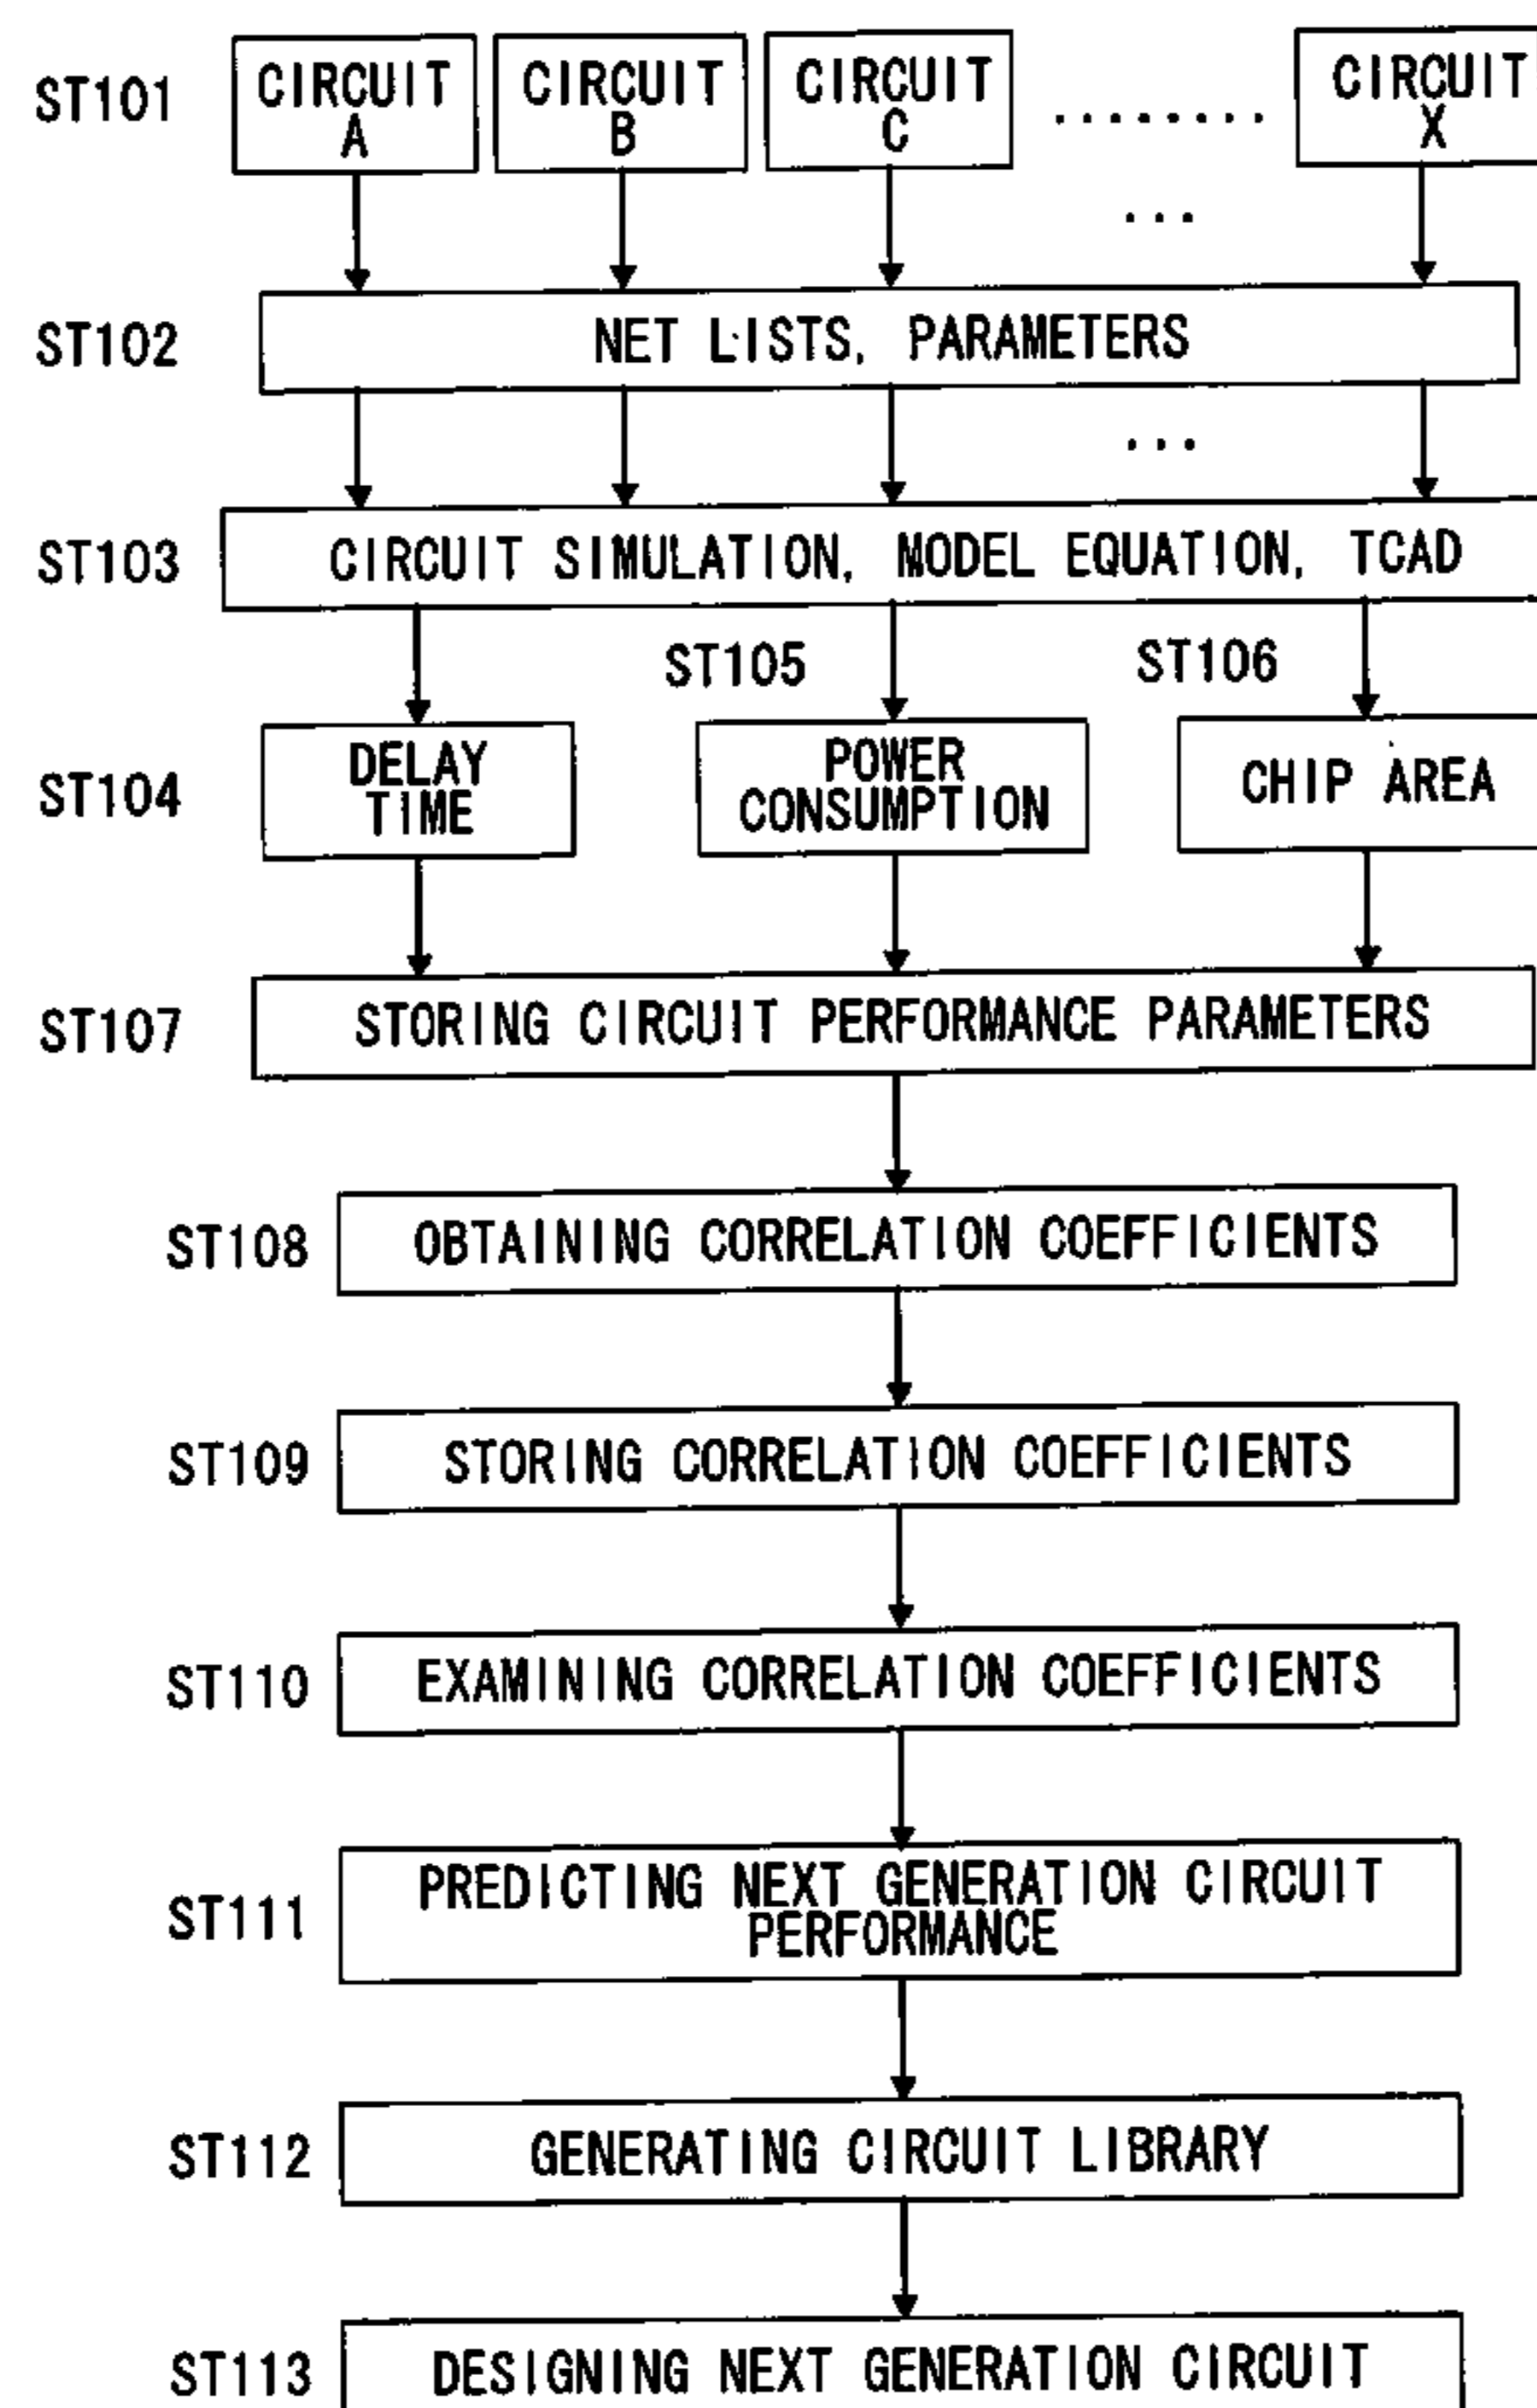 ST101
CIRCUIT
A
CIRCUIT
B
CIRCUIT
C
........
CIRCUIT
X
...
ST102
NET LISTS, PARAMETERS
...
ST103
CIRCUIT SIMULATION, MODEL EQUATION, TCAD
ST105
ST106
ST104
DELAY
TIME
POWER
CONSUMPTION
CHIP AREA
ST107
STORING CIRCUIT PERFORMANCE PARAMETERS
ST108
OBTAINING CORRELATION COEFFICIENTS
ST109
STORING CORRELATION COEFFICIENTS
ST110
EXAMINING CORRELATION COEFFICIENTS
ST111
PREDICTING NEXT GENERATION CIRCUIT
PERFORMANCE
ST112
GENERATING CIRCUIT LIBRARY
ST113
DESIGNING NEXT GENERATION CIRCUIT